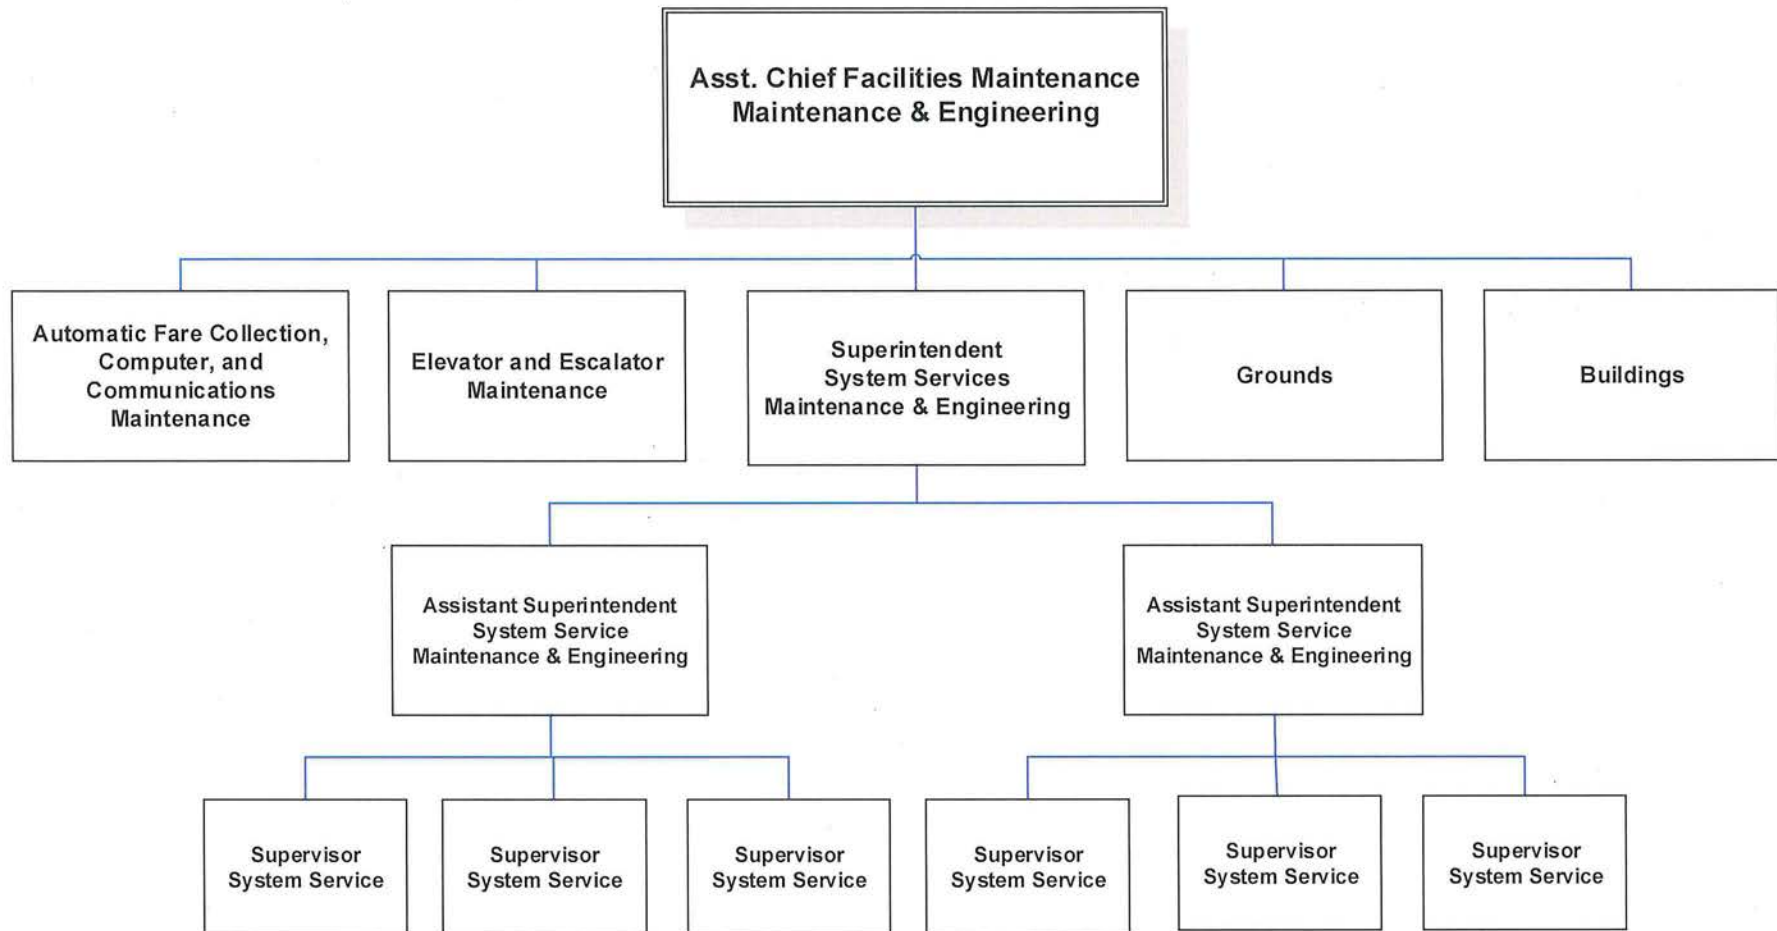 Asst. Chief Facilities Maintenance
Maintenance & Engineering
Automatic Fare Collection,
Computer, and
Communications
Maintenance
Elevator and Escalator
Maintenance
Superintendent
System Services
Maintenance & Engineering
Grounds
Buildings
Assistant Superintendent
System Service
Maintenance & Engineering
Assistant Superintendent
System Service
Maintenance & Engineering
Supervisor
System Service
Supervisor
System Service
Supervisor
System Service
Supervisor
System Service
Supervisor
System Service
Supervisor
System Service